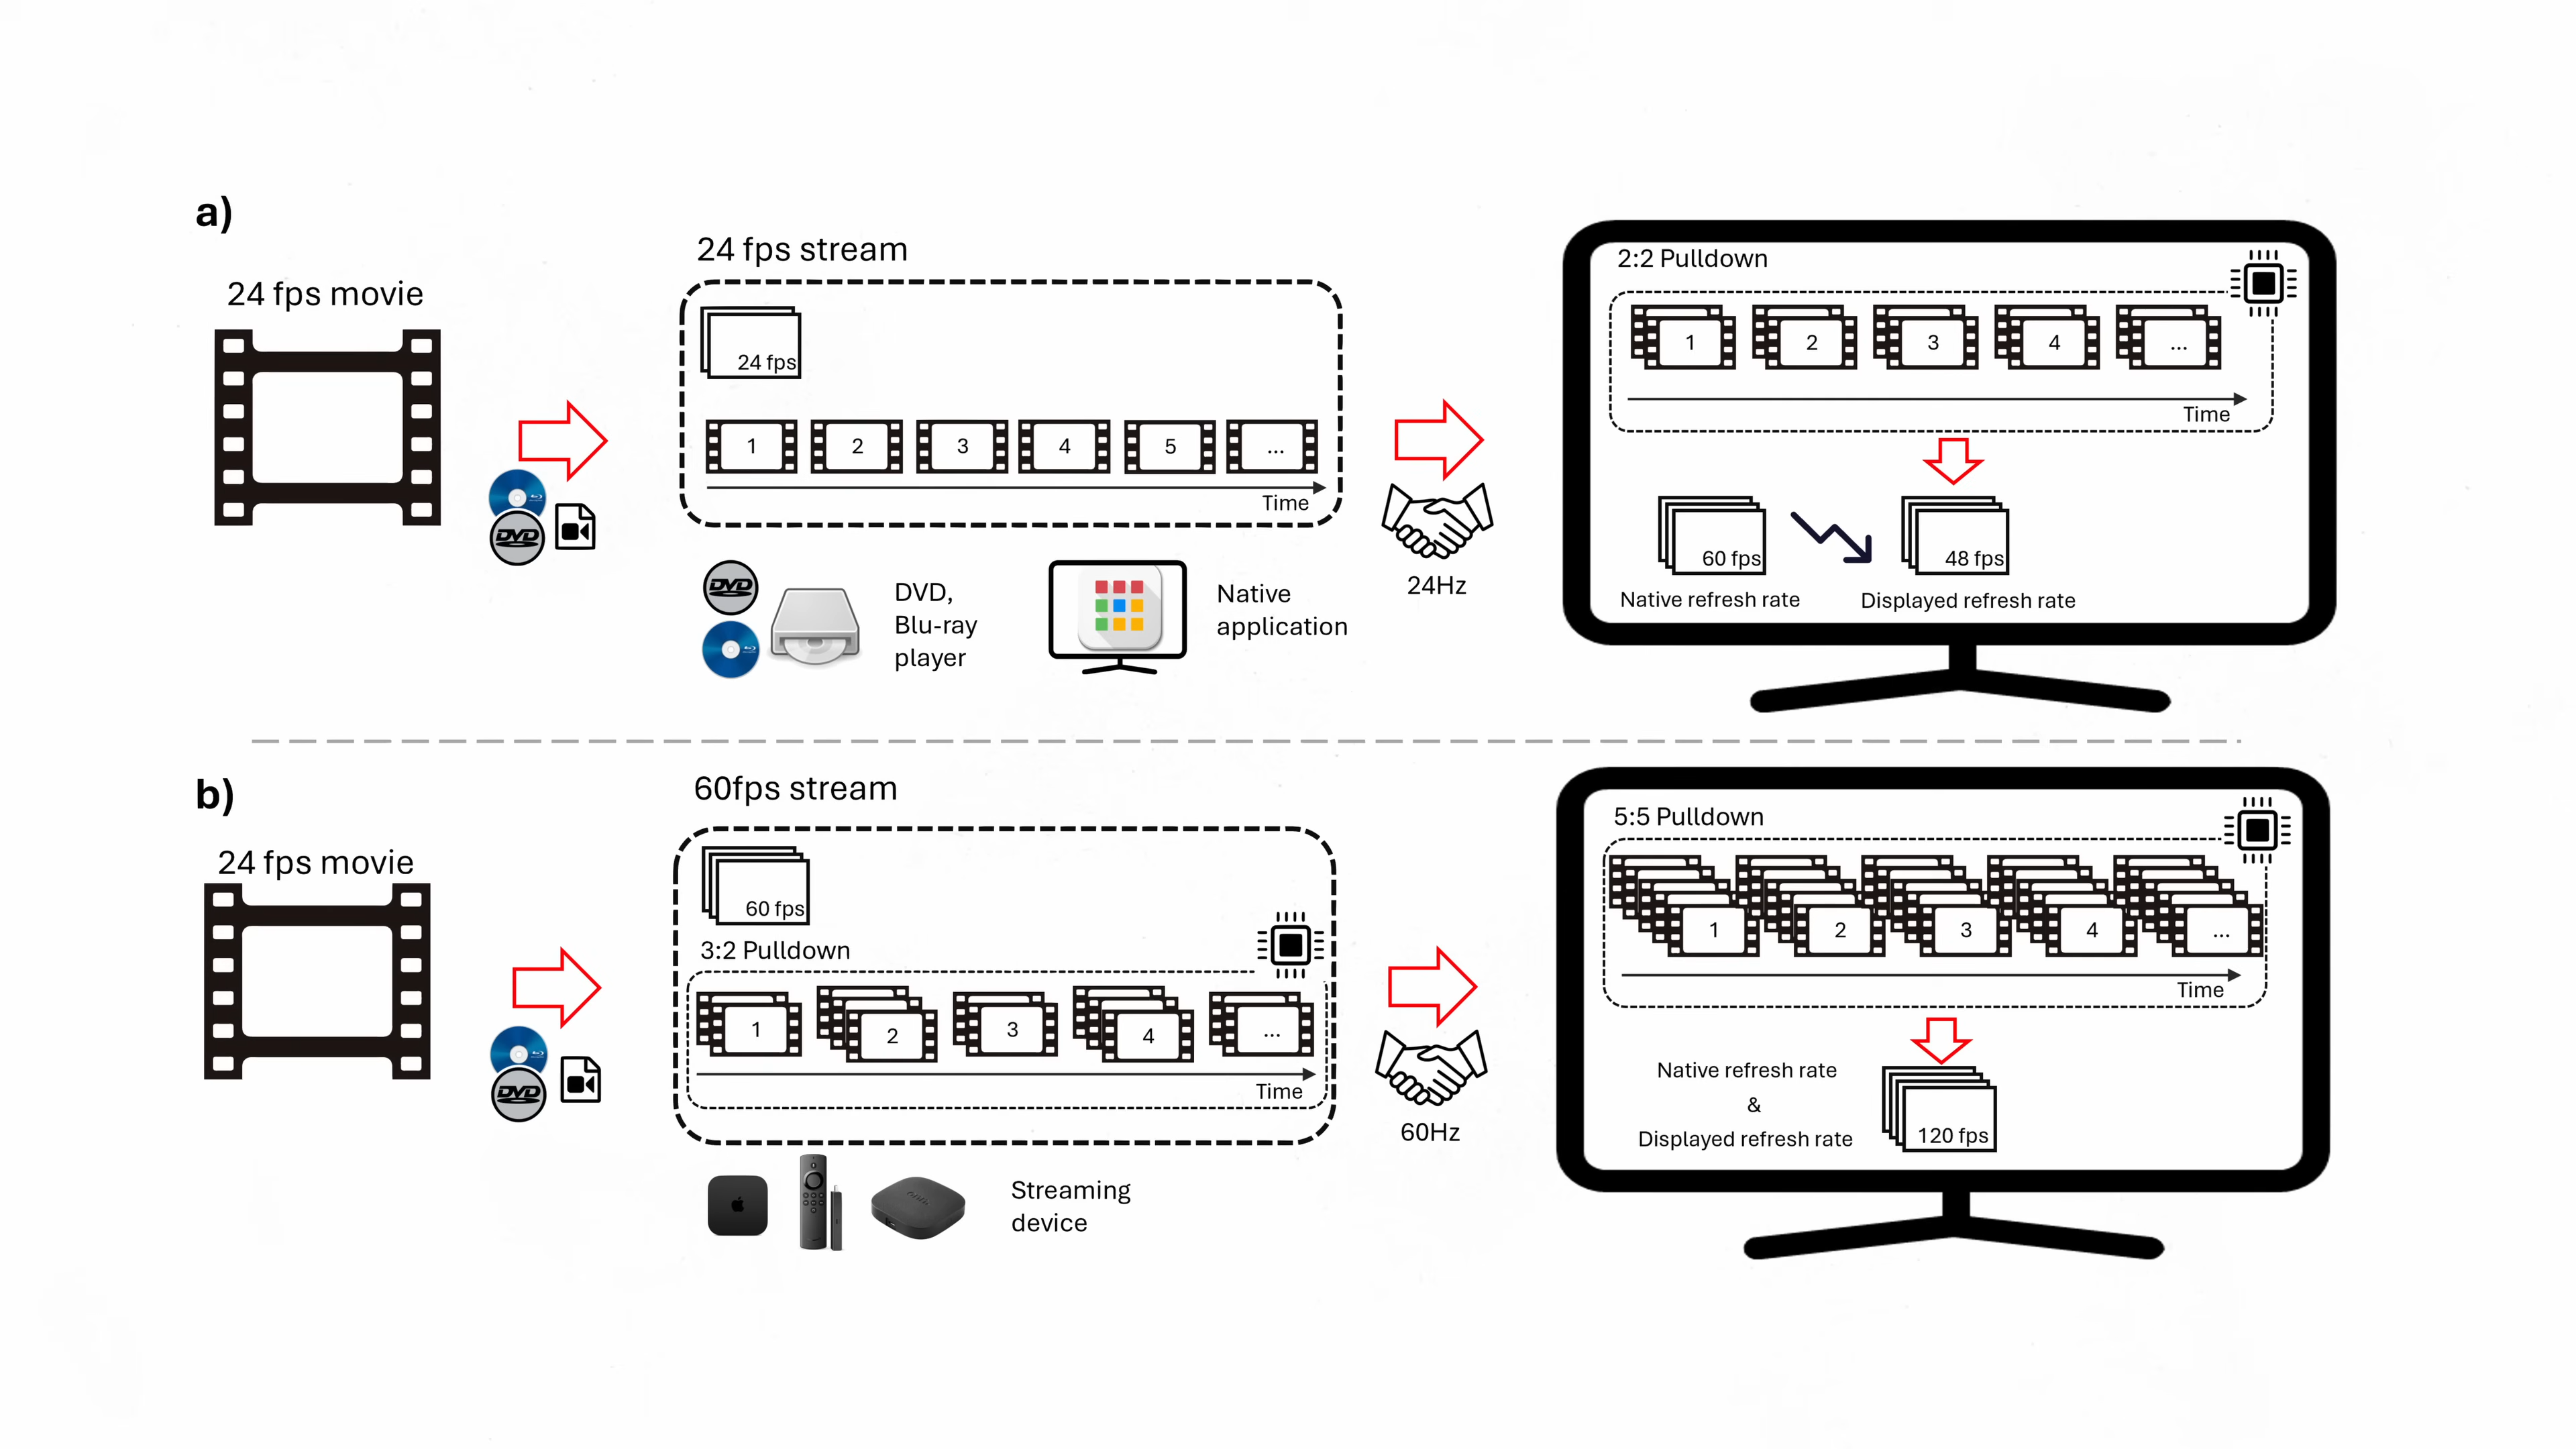 a)
24 fps movie
DVD
24 fps stream
24 fps
1
2
3
4
5
...
Time
DVD
DVD,
Blu-ray
player
Native
application
24Hz
2:2 Pulldown
1
2
3
4
...
Time
60 fps
48 fps
Native refresh rate
Displayed refresh rate
b)
24 fps movie
DVD
60fps stream
60 fps
3:2 Pulldown
1
2
3
4
...
Time
Streaming
device
60Hz
5:5 Pulldown
1
2
3
4
...
Time
Native refresh rate
&
Displayed refresh rate
120 fps